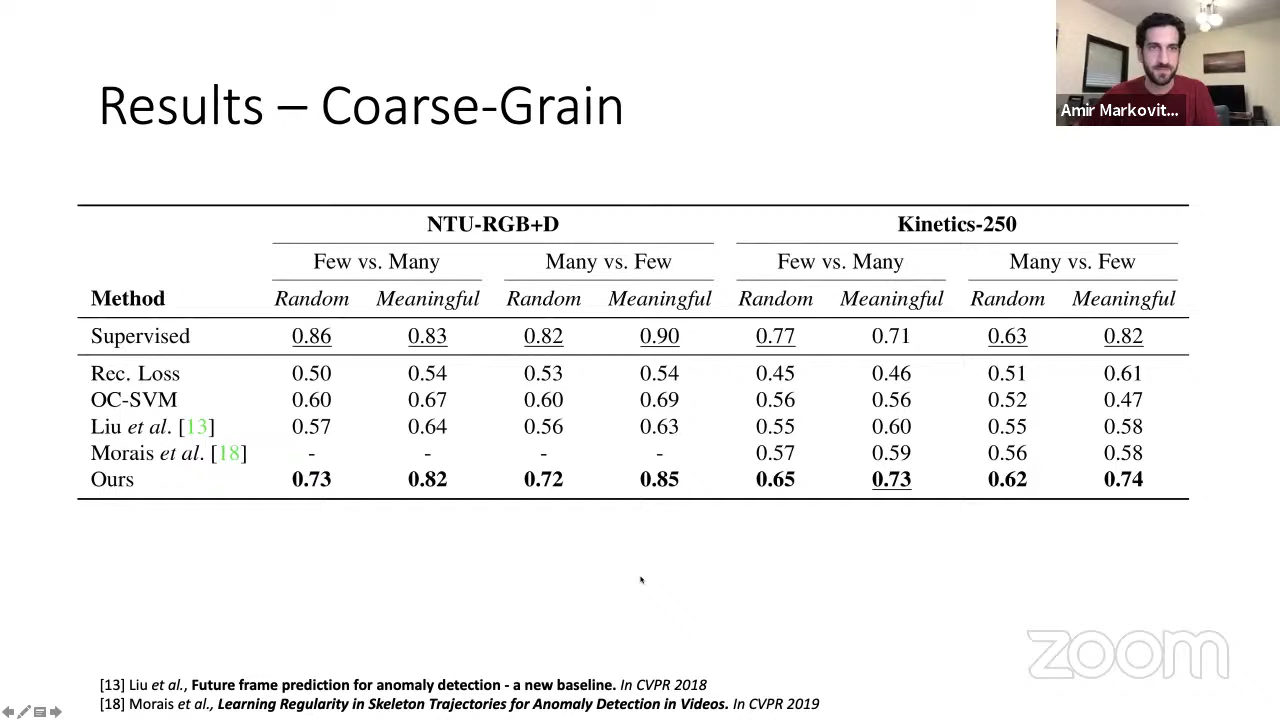 Amir Markovit...
Results – Coarse-Grain
NTU-RGB+D Kinetics-250
Few vs. Many Many vs. Few Few vs. Many Many vs. Few
Method Random Meaningful Random Meaningful Random Meaningful Random Meaningful
Supervised 0.86 0.83 0.82 0.90 0.77 0.71 0.63 0.82
Rec. Loss 0.50 0.54 0.53 0.54 0.45 0.46 0.51 0.61
OC-SVM 0.60 0.67 0.60 0.69 0.56 0.56 0.52 0.47
Liu et al. [13] 0.57 0.64 0.56 0.63 0.55 0.60 0.55 0.58
Morais et al. [18] - - - - 0.57 0.59 0.56 0.58
Ours 0.73 0.82 0.72 0.85 0.65 0.73 0.62 0.74
zoom
[13] Liu et al., Future frame prediction for anomaly detection - a new baseline. In CVPR 2018
[18] Morais et al., Learning Regularity in Skeleton Trajectories for Anomaly Detection in Videos. In CVPR 2019